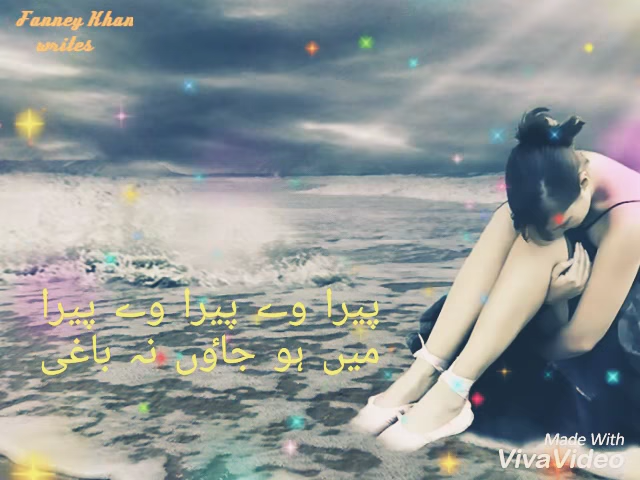 Fanney Khan
writes
پیرا وے پیرا وے پیرا
میں ہو جاؤں نہ باغی
Made With
VivaVideo